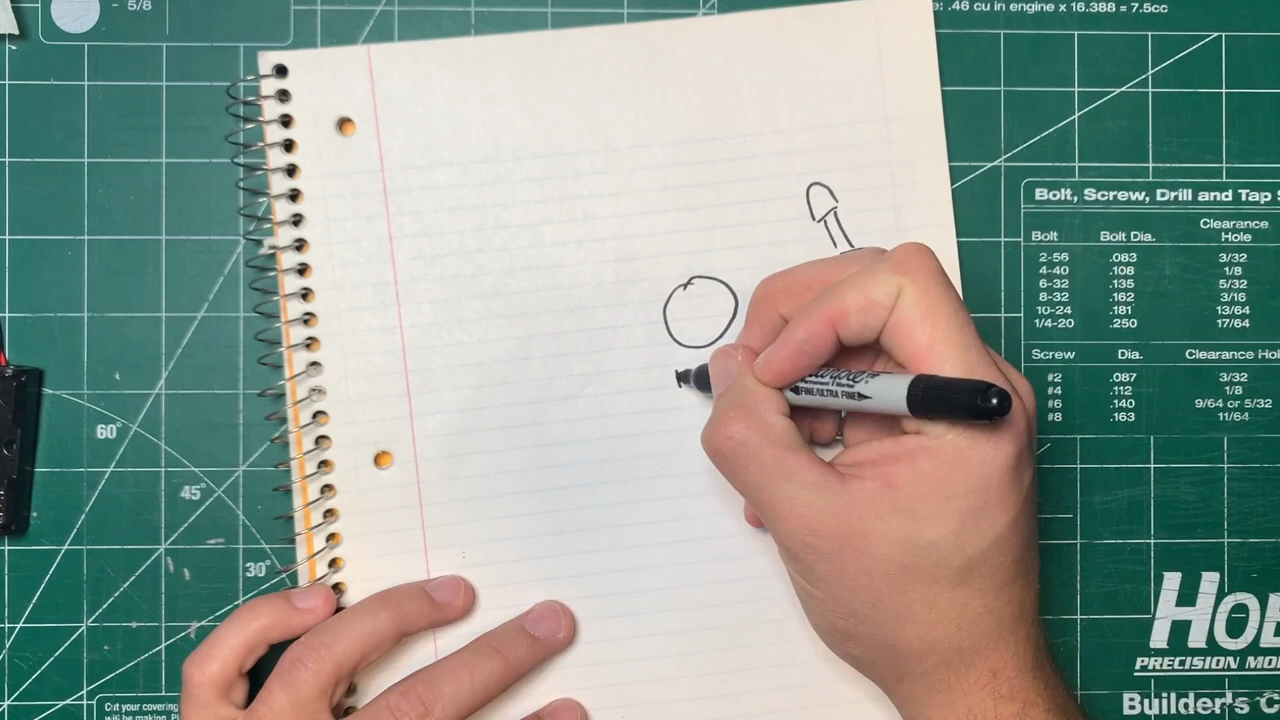 - 5/8
: .46 cu in engine x 16.388 = 7.5cc
Bolt, Screw, Drill and Tap
Bolt Bolt Dia. Clearance Hole
2-56 .083 3/32
4-40 .108 1/8
6-32 .135 5/32
8-32 .162 3/16
10-24 .181 13/64
1/4-20 .250 17/64
Screw Dia. Clearance Ho
#2 .087 3/32
#4 .112 1/8
#6 .140 9/64 or 5/32
#8 .163 11/64
FINE/ULTRA FINE
60°
45°
30°
HOB
PRECISION MO
Builder's C
Cut your covering
will be making.